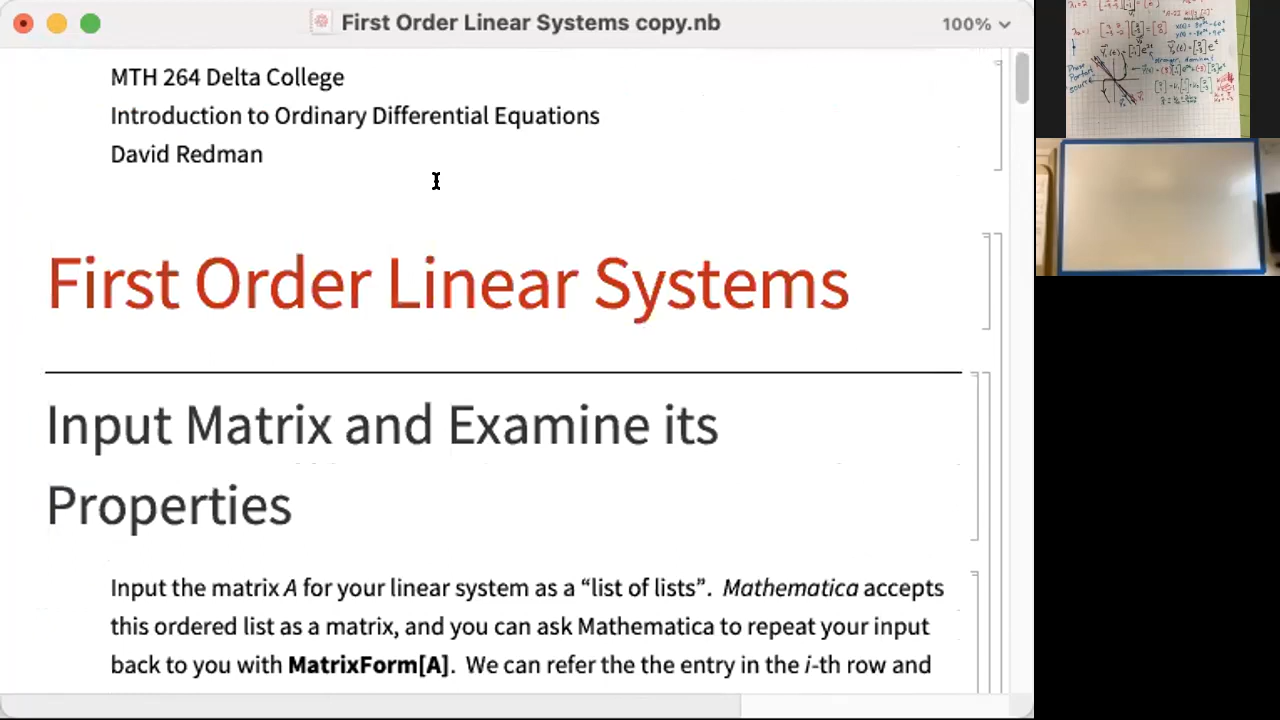 First Order Linear Systems copy.nb
100%
MTH 264 Delta College
Introduction to Ordinary Differential Equations
David Redman
First Order Linear Systems
Input Matrix and Examine its
Properties
Input the matrix A for your linear system as a “list of lists”. Mathematica accepts
this ordered list as a matrix, and you can ask Mathematica to repeat your input
back to you with MatrixForm[A]. We can refer the the entry in the i-th row and
Phase
Portrait
source